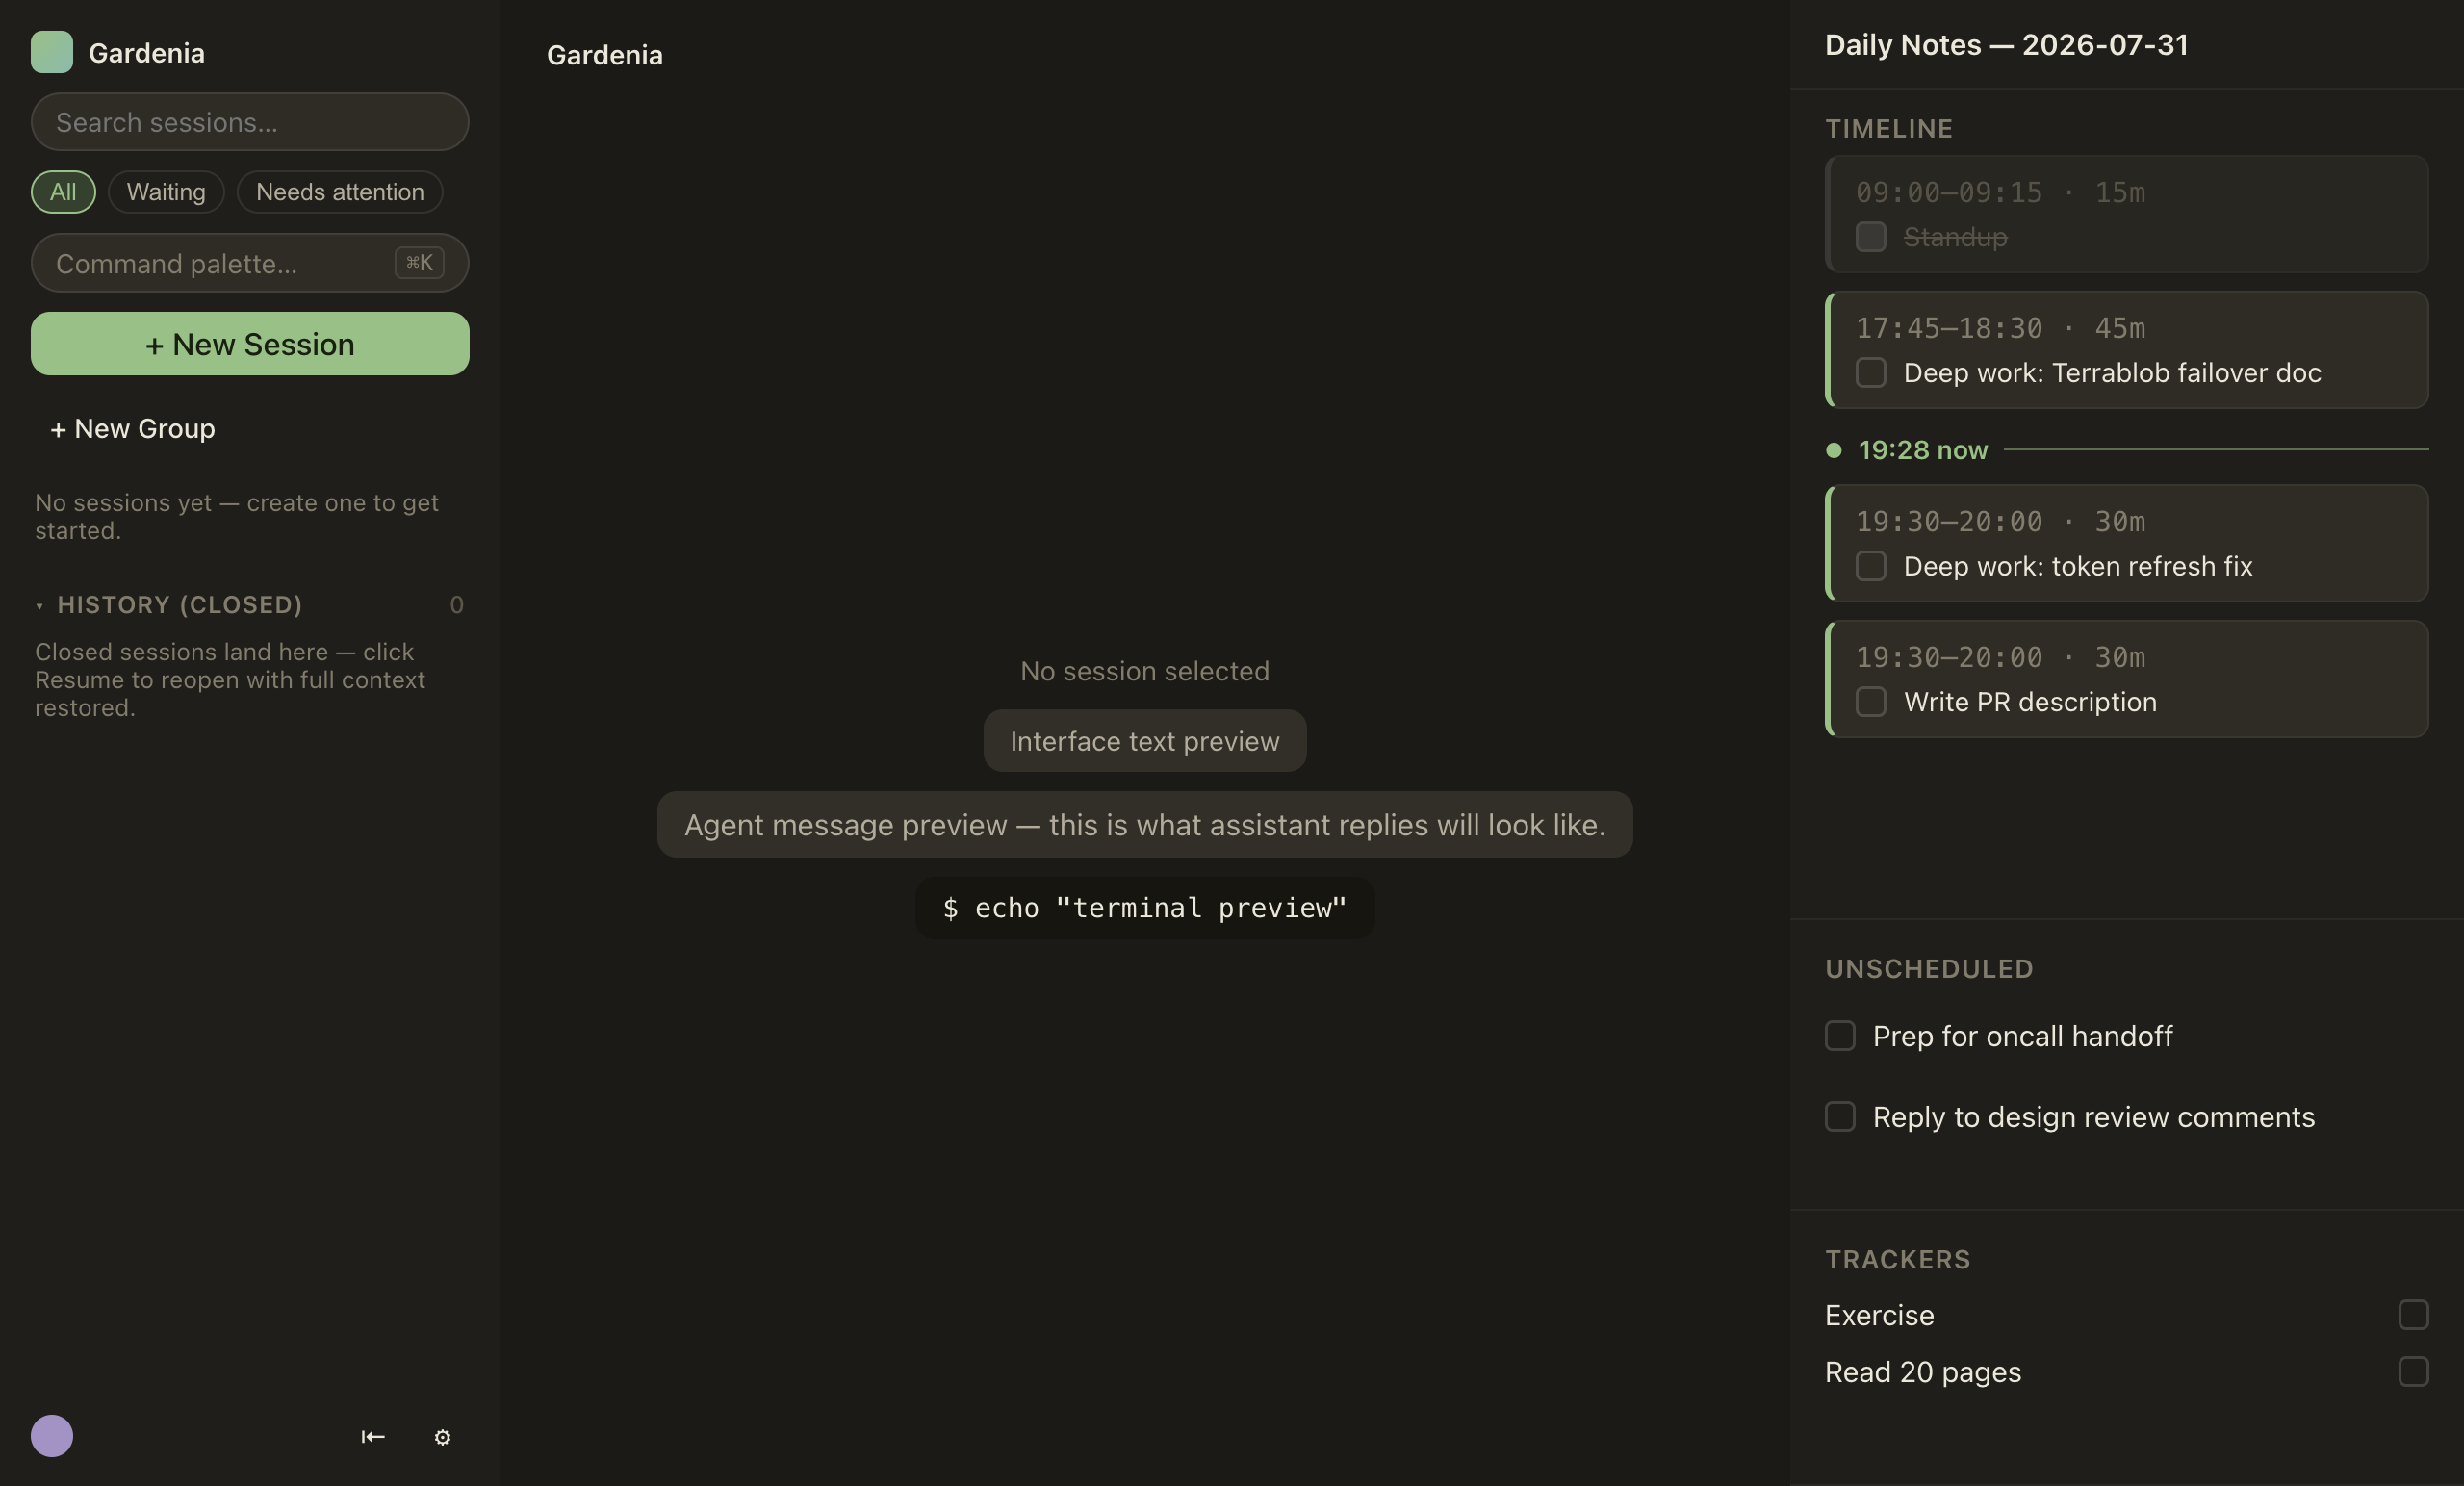 Gardenia
Search sessions...
All
Waiting
Needs attention
Command palette...
⌘K
+ New Session
+ New Group
No sessions yet — create one to get
started.
▾ HISTORY (CLOSED) 0
Closed sessions land here — click
Resume to reopen with full context
restored.
Gardenia
No session selected
Interface text preview
Agent message preview — this is what assistant replies will look like.
$ echo "terminal preview"
Daily Notes — 2026-07-31
TIMELINE
09:00–09:15 · 15m
Standup
17:45–18:30 · 45m
Deep work: Terrablob failover doc
19:28 now
19:30–20:00 · 30m
Deep work: token refresh fix
19:30–20:00 · 30m
Write PR description
UNSCHEDULED
Prep for oncall handoff
Reply to design review comments
TRACKERS
Exercise
Read 20 pages